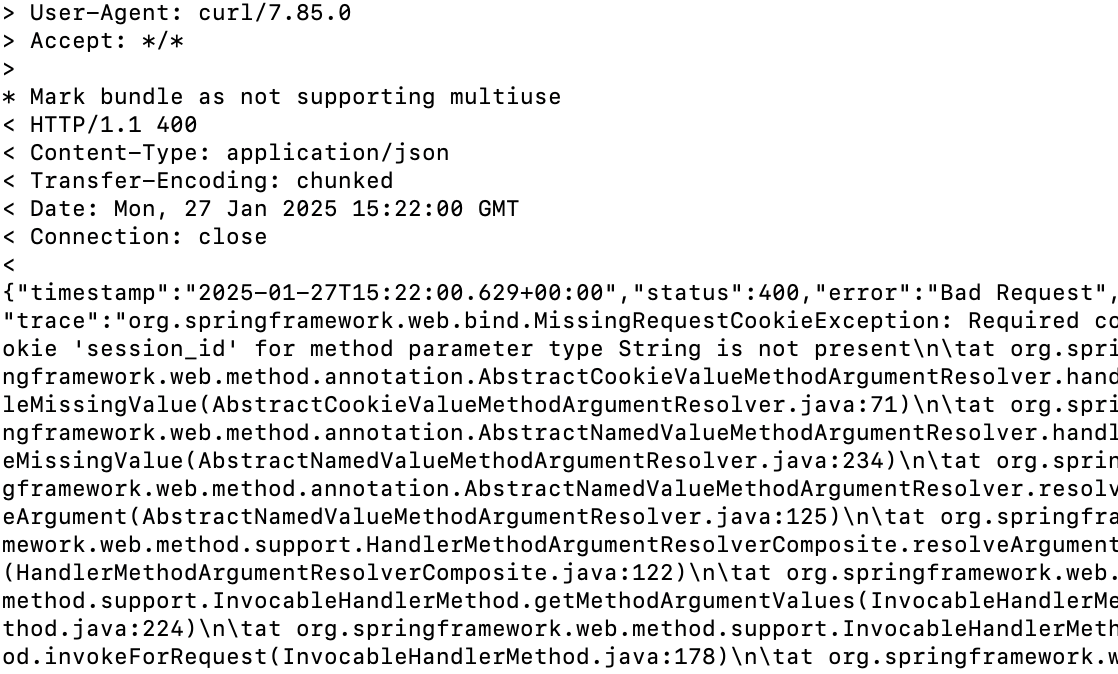 > User-Agent: curl/7.85.0
> Accept: */*
>
* Mark bundle as not supporting multiuse
< HTTP/1.1 400
< Content-Type: application/json
< Transfer-Encoding: chunked
< Date: Mon, 27 Jan 2025 15:22:00 GMT
< Connection: close
<
{"timestamp":"2025-01-27T15:22:00.629+00:00","status":400,"error":"Bad Request",
"trace":"org.springframework.web.bind.MissingRequestCookieException: Required co
okie 'session_id' for method parameter type String is not present\n\tat org.spri
ngframework.web.method.annotation.AbstractCookieValueMethodArgumentResolver.hand
leMissingValue(AbstractCookieValueMethodArgumentResolver.java:71)\n\tat org.spri
ngframework.web.method.annotation.AbstractNamedValueMethodArgumentResolver.handl
eMissingValue(AbstractNamedValueMethodArgumentResolver.java:234)\n\tat org.sprin
gframework.web.method.annotation.AbstractNamedValueMethodArgumentResolver.resolv
eArgument(AbstractNamedValueMethodArgumentResolver.java:125)\n\tat org.springfra
mework.web.method.support.HandlerMethodArgumentResolverComposite.resolveArgument
(HandlerMethodArgumentResolverComposite.java:122)\n\tat org.springframework.web.
method.support.InvocableHandlerMethod.getMethodArgumentValues(InvocableHandlerMe
thod.java:224)\n\tat org.springframework.web.method.support.InvocableHandlerMeth
od.invokeForRequest(InvocableHandlerMethod.java:178)\n\tat org.springframework.w